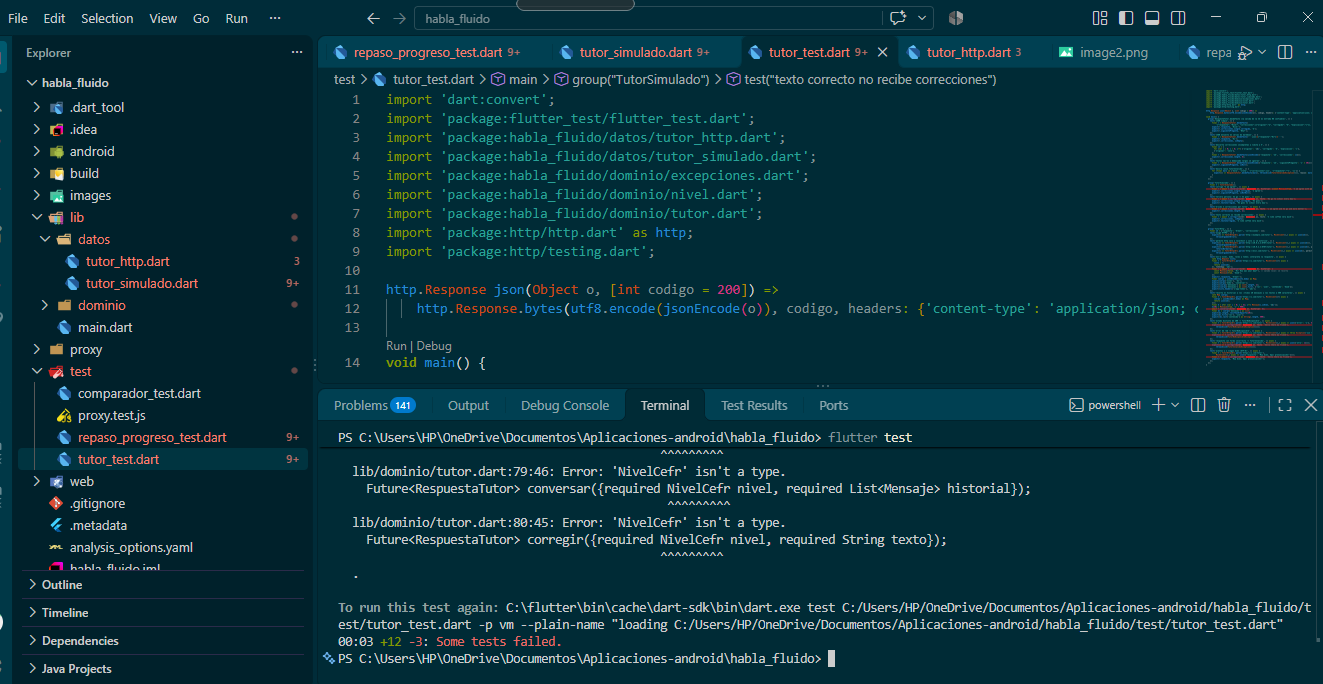 File Edit Selection View Go Run ···
habla_fluido
Explorer ···
repaso_progreso_test.dart 9+
tutor_simulado.dart 9+
tutor_test.dart 9+
tutor_http.dart 3
image2.png
repa
test > tutor_test.dart > main > group("TutorSimulado") > test("texto correcto no recibe correcciones")
habla_fluido
.dart_tool
.idea
android
build
images
lib
datos
tutor_http.dart 3
tutor_simulado.dart 9+
dominio
main.dart
proxy
test
comparador_test.dart
proxy.test.js
repaso_progreso_test.dart 9+
tutor_test.dart 9+
web
.gitignore
.metadata
analysis_options.yaml
habla_fluido.iml
Outline
Timeline
Dependencies
Java Projects
1 import 'dart:convert';
2 import 'package:flutter_test/flutter_test.dart';
3 import 'package:habla_fluido/datos/tutor_http.dart';
4 import 'package:habla_fluido/datos/tutor_simulado.dart';
5 import 'package:habla_fluido/dominio/excepciones.dart';
6 import 'package:habla_fluido/dominio/nivel.dart';
7 import 'package:habla_fluido/dominio/tutor.dart';
8 import 'package:http/http.dart' as http;
9 import 'package:http/testing.dart';
10
11 http.Response json(Object o, [int codigo = 200]) =>
12 http.Response.bytes(utf8.encode(jsonEncode(o)), codigo, headers: {'content-type': 'application/json; c
13
Run | Debug
14 void main() {
Problems 141 Output Debug Console Terminal Test Results Ports
powershell
PS C:\Users\HP\OneDrive\Documentos\Aplicaciones-android\habla_fluido> flutter test
^^^^^^^^^
lib/dominio/tutor.dart:79:46: Error: 'NivelCefr' isn't a type.
Future<RespuestaTutor> conversar({required NivelCefr nivel, required List<Mensaje> historial});
^^^^^^^^^
lib/dominio/tutor.dart:80:45: Error: 'NivelCefr' isn't a type.
Future<RespuestaTutor> corregir({required NivelCefr nivel, required String texto});
^^^^^^^^^
.
To run this test again: C:\flutter\bin\cache\dart-sdk\bin\dart.exe test C:/Users/HP/OneDrive/Documentos/Aplicaciones-android/habla_fluido/t
est/tutor_test.dart -p vm --plain-name "loading C:/Users/HP/OneDrive/Documentos/Aplicaciones-android/habla_fluido/test/tutor_test.dart"
00:03 +12 -3: Some tests failed.
PS C:\Users\HP\OneDrive\Documentos\Aplicaciones-android\habla_fluido>